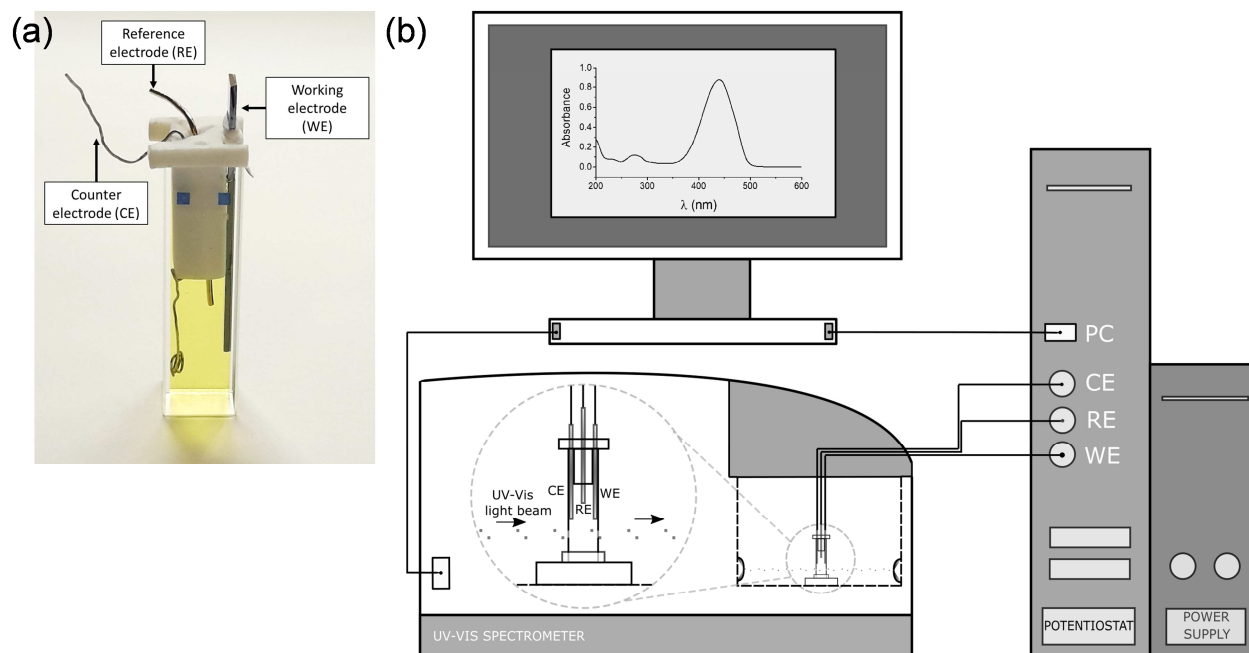 (a)
Reference
electrode (RE)
Working
electrode
(WE)
Counter
electrode (CE)
(b)
Absorbance
1.0
0.8
0.6
0.4
0.2
0.0
200
300
400
500
600
λ (nm)
PC
CE
RE
WE
CE
WE
RE
UV-Vis
light beam
UV-VIS SPECTROMETER
POTENTIOSTAT
POWER
SUPPLY